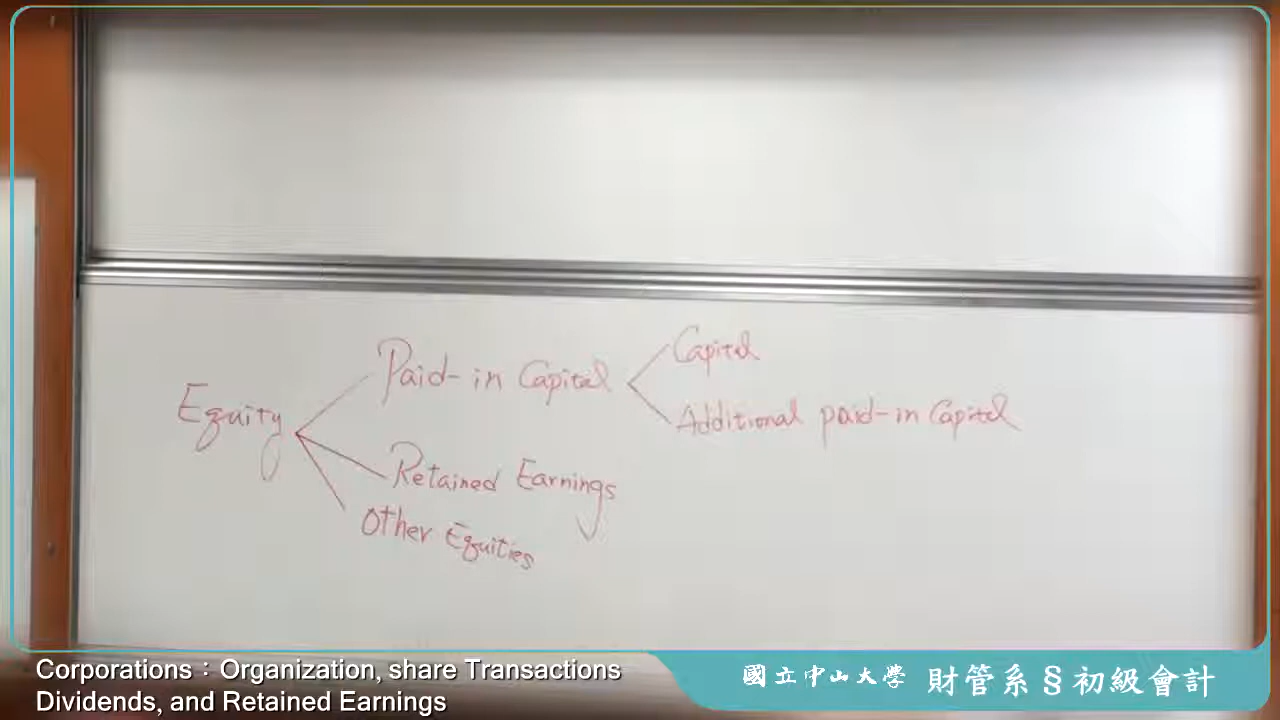 Equity
Paid-in Capital
Capital
Additional paid-in Capital
Retained Earnings
Other Equities
Corporations：Organization, share Transactions
Dividends, and Retained Earnings
國立中山大學 財管系§初級會計